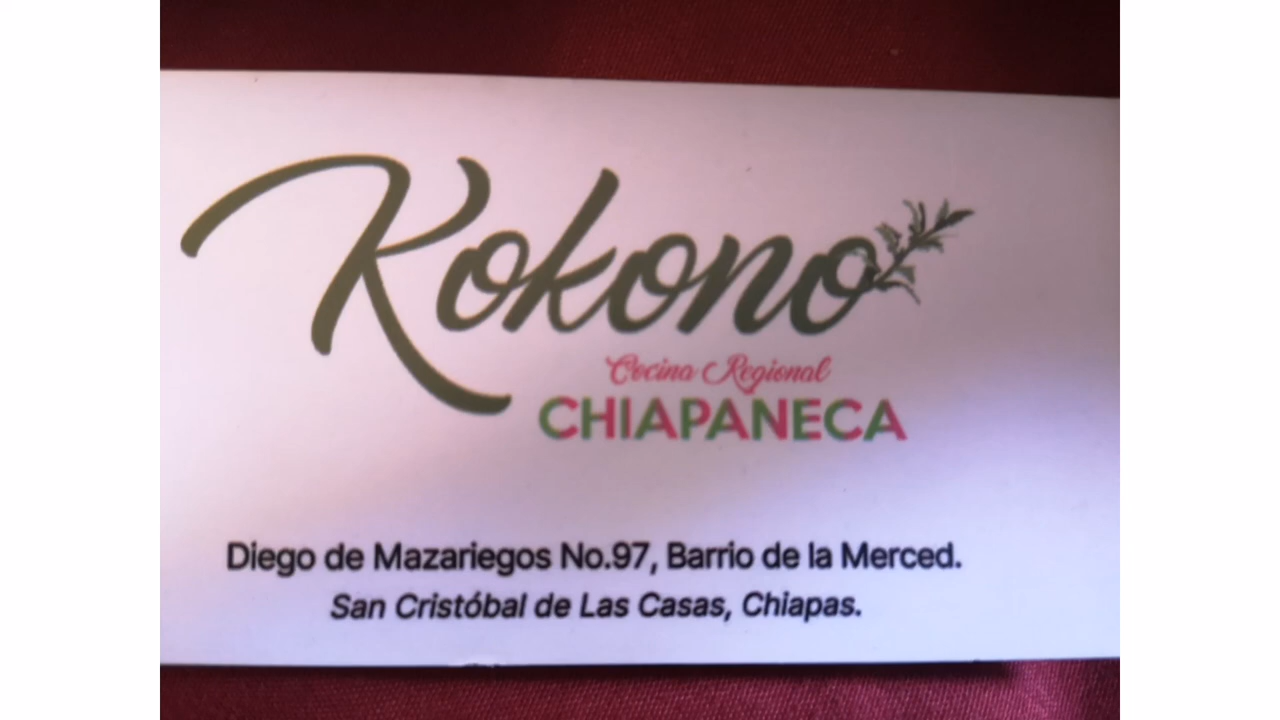 Kokono
Cocina Regional
CHIAPANECA
Diego de Mazariegos No.97, Barrio de la Merced.
San Cristóbal de Las Casas, Chiapas.